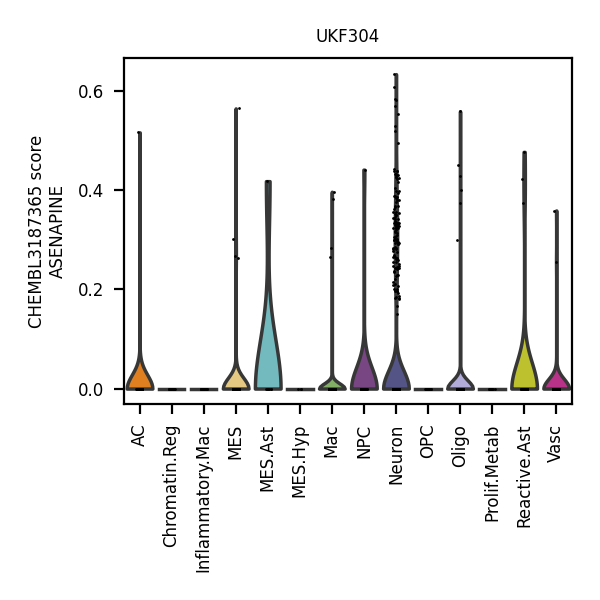 UKF304
CHEMBL3187365 score
ASENAPINE
0.6
0.4
0.2
0.0
AC
Chromatin.Reg
Inflammatory.Mac
MES
MES.Ast
MES.Hyp
Mac
NPC
Neuron
OPC
Oligo
Prolif.Metab
Reactive.Ast
Vasc